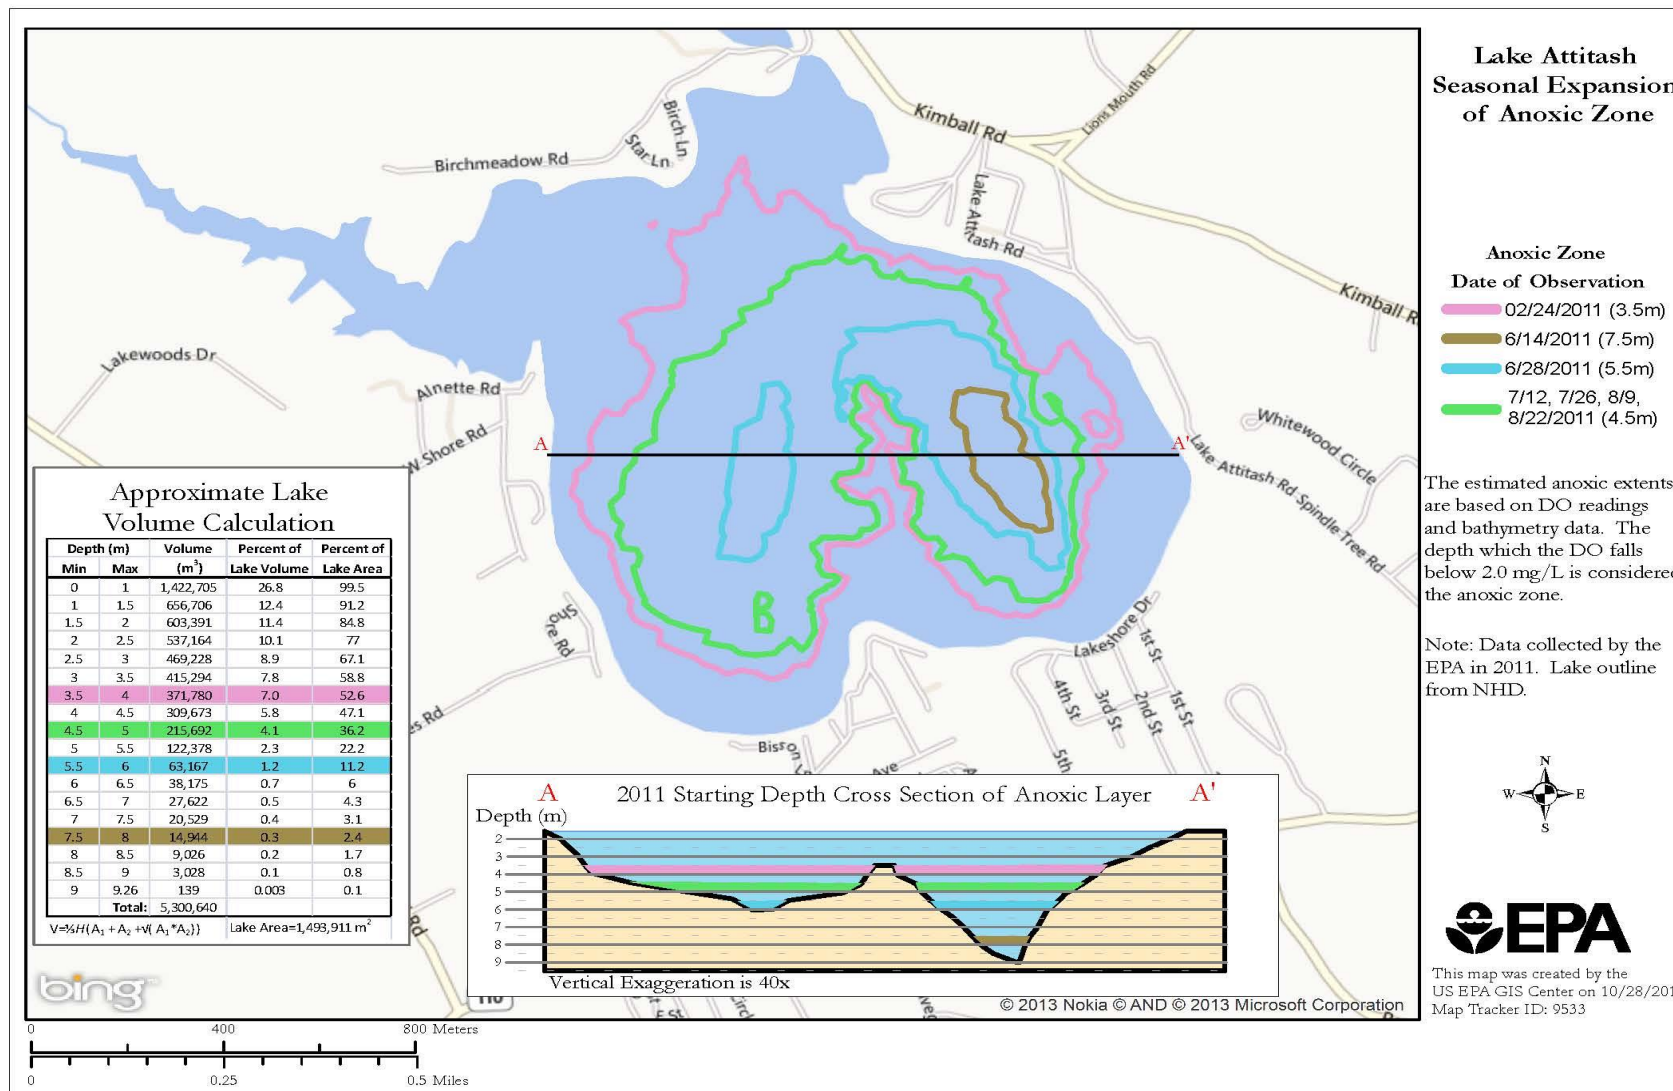 Lake Attitash
Seasonal Expansion
of Anoxic Zone
Anoxic Zone
Date of Observation
02/24/2011 (3.5m)
6/14/2011 (7.5m)
6/28/2011 (5.5m)
7/12, 7/26, 8/9,
8/22/2011 (4.5m)
The estimated anoxic extents
are based on DO readings
and bathymetry data. The
depth which the DO falls
below 2.0 mg/L is considere
the anoxic zone.
Note: Data collected by the
EPA in 2011. Lake outline
from NHD.
N
W E
S
EPA
This map was created by the
US EPA GIS Center on 10/28/201
Map Tracker ID: 9533
Kimball Rd
Lions Mouth Rd
Birch Ln
Star Ln
Birchmeadow Rd
Lake Attitash Rd
Kimball R
Lakewoods Dr
Alnette Rd
W Shore Rd
Whitewood Circle
Lake Attitash Rd
Spindle Tree Rd
A A'
B
Sho
re Rd
es Rd
Lakeshore Dr
1st St
4th St
3rd St
2nd St
1st St
5th
Bisson
Ave
Rd
110
E St
Circ
Approximate Lake
Volume Calculation
Depth (m) Volume Percent of Percent of
Min Max (m³) Lake Volume Lake Area
0 1 1,422,705 26.8 99.5
1 1.5 656,706 12.4 91.2
1.5 2 603,391 11.4 84.8
2 2.5 537,164 10.1 77
2.5 3 469,228 8.9 67.1
3 3.5 415,294 7.8 58.8
3.5 4 371,780 7.0 52.6
4 4.5 309,673 5.8 47.1
4.5 5 215,692 4.1 36.2
5 5.5 122,378 2.3 22.2
5.5 6 63,167 1.2 11.2
6 6.5 38,175 0.7 6
6.5 7 27,622 0.5 4.3
7 7.5 20,529 0.4 3.1
7.5 8 14,944 0.3 2.4
8 8.5 9,026 0.2 1.7
8.5 9 3,028 0.1 0.8
9 9.26 139 0.003 0.1
Total: 5,300,640
V=⅓H(A₁ + A₂ +√( A₁*A₂)) Lake Area=1,493,911 m²
A 2011 Starting Depth Cross Section of Anoxic Layer A'
Depth (m)
2
3
4
5
6
7
8
9
Vertical Exaggeration is 40x
bing
© 2013 Nokia © AND © 2013 Microsoft Corporation
0 400 800 Meters
0 0.25 0.5 Miles